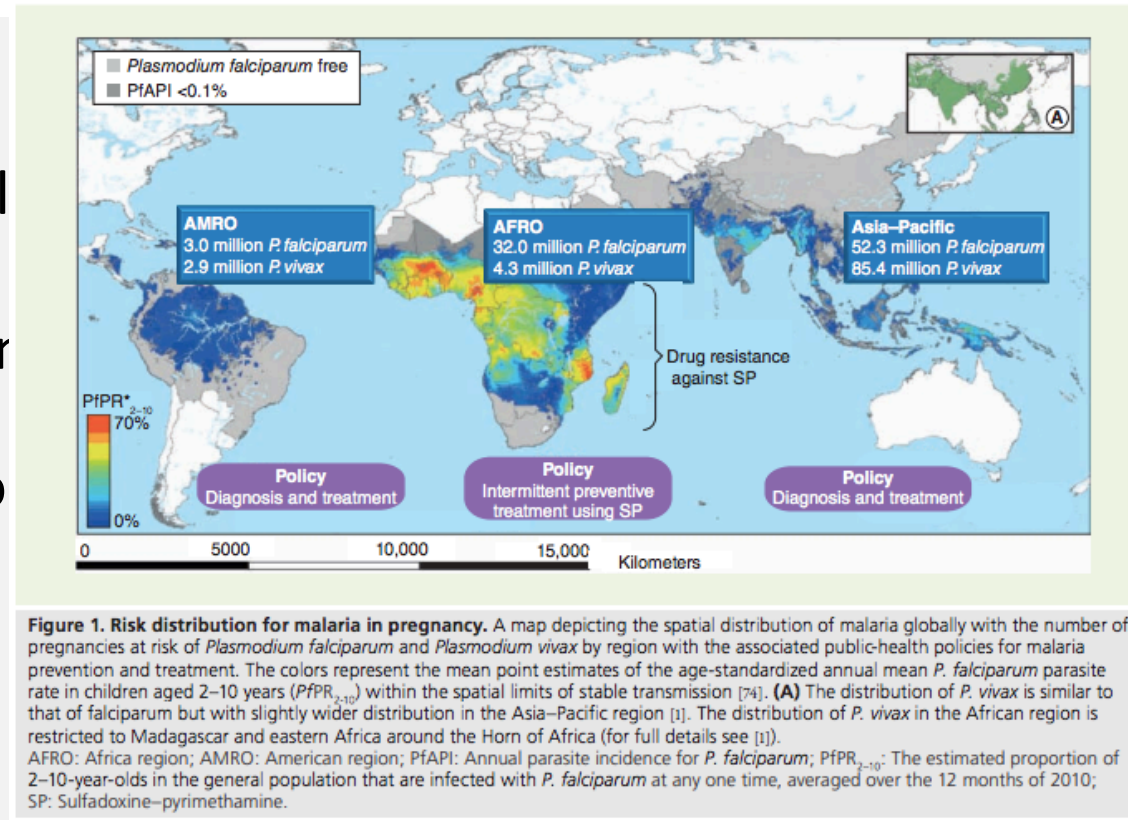 Plasmodium falciparum free
PfAPI <0.1%
A
AMRO
3.0 million P. falciparum
2.9 million P. vivax
AFRO
32.0 million P. falciparum
4.3 million P. vivax
Asia–Pacific
52.3 million P. falciparum
85.4 million P. vivax
Drug resistance
against SP
PfPR*2–10
70%
0%
Policy
Diagnosis and treatment
Policy
Intermittent preventive
treatment using SP
Policy
Diagnosis and treatment
0 5000 10,000 15,000 Kilometers
Figure 1. Risk distribution for malaria in pregnancy. A map depicting the spatial distribution of malaria globally with the number of
pregnancies at risk of Plasmodium falciparum and Plasmodium vivax by region with the associated public-health policies for malaria
prevention and treatment. The colors represent the mean point estimates of the age-standardized annual mean P. falciparum parasite
rate in children aged 2–10 years (PfPR2-10) within the spatial limits of stable transmission [74]. (A) The distribution of P. vivax is similar to
that of falciparum but with slightly wider distribution in the Asia–Pacific region [1]. The distribution of P. vivax in the African region is
restricted to Madagascar and eastern Africa around the Horn of Africa (for full details see [1]).
AFRO: Africa region; AMRO: American region; PfAPI: Annual parasite incidence for P. falciparum; PfPR2–10: The estimated proportion of
2–10-year-olds in the general population that are infected with P. falciparum at any one time, averaged over the 12 months of 2010;
SP: Sulfadoxine–pyrimethamine.